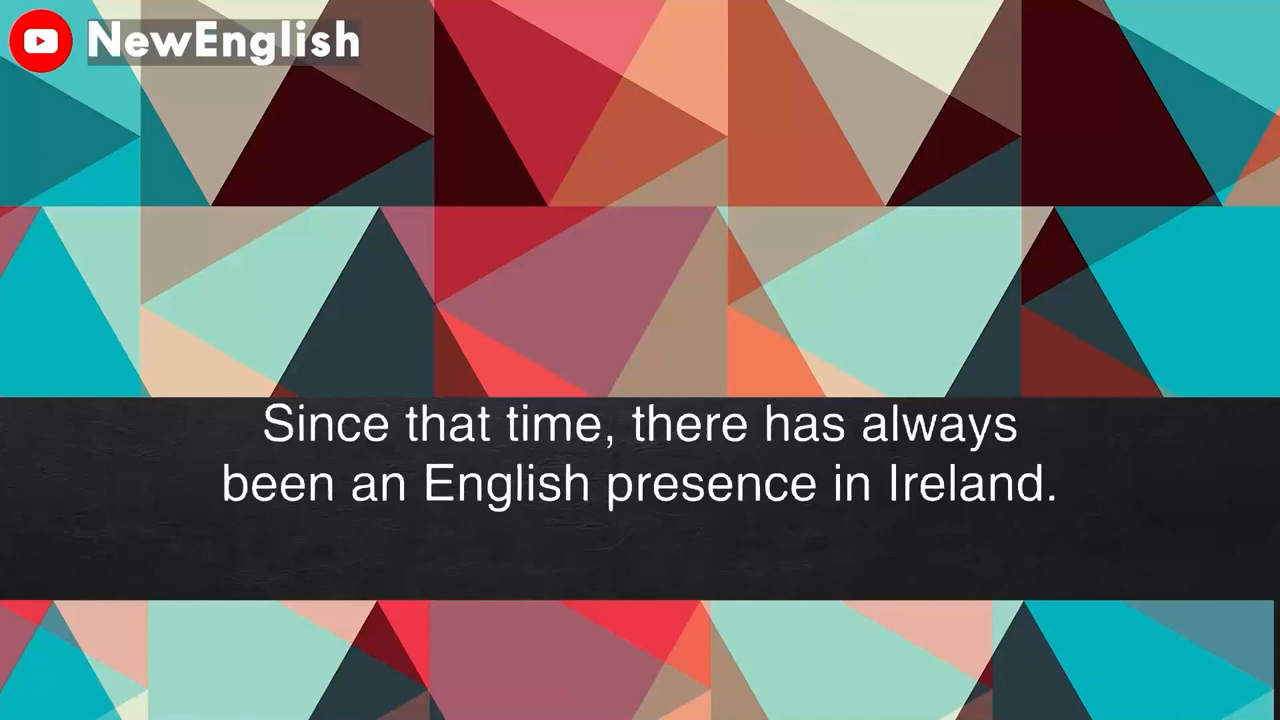 NewEnglish
Since that time, there has always
been an English presence in Ireland.